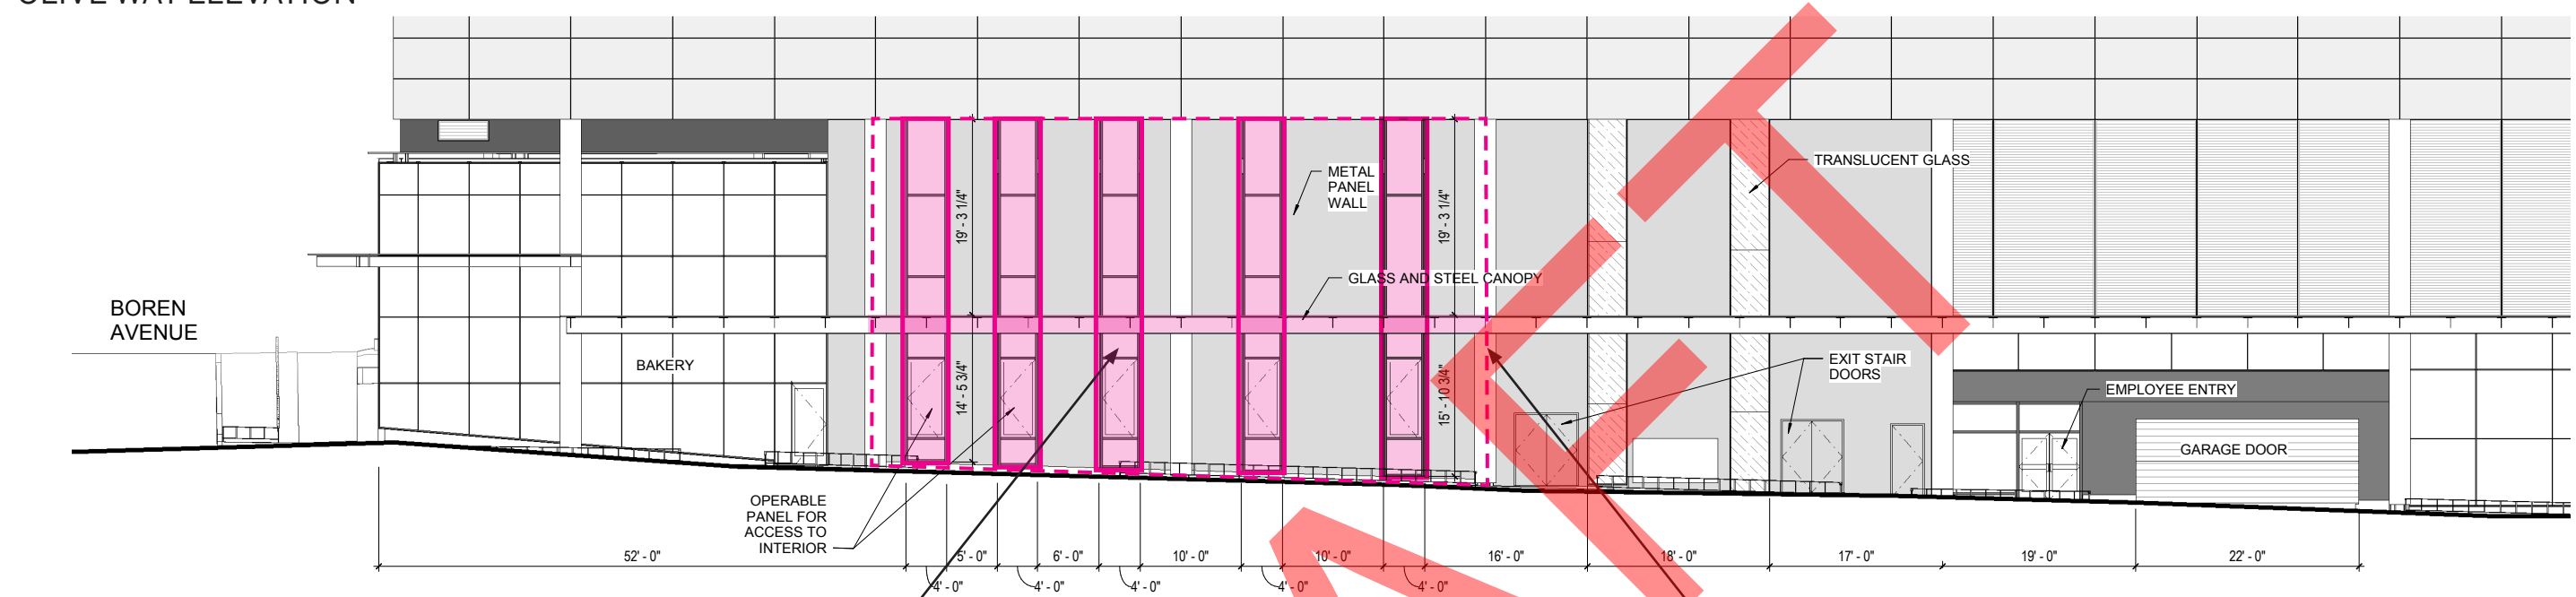 OLIVE WAY ELEVATION
TRANSLUCENT GLASS
METAL
PANEL
WALL
19' - 3 1/4"
19' - 3 1/4"
GLASS AND STEEL CANOPY
BOREN
AVENUE
BAKERY
14' - 5 3/4"
15' - 10 3/4"
EXIT STAIR
DOORS
EMPLOYEE ENTRY
GARAGE DOOR
OPERABLE
PANEL FOR
ACCESS TO
INTERIOR
52' - 0" 5' - 0" 6' - 0" 10' - 0" 10' - 0" 16' - 0" 18' - 0" 17' - 0" 19' - 0" 22' - 0"
4' - 0" 4' - 0" 4' - 0" 4' - 0" 4' - 0"